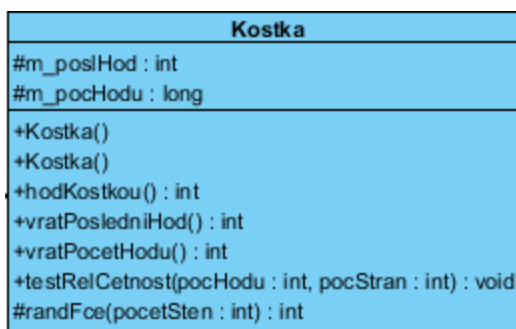 Kostka
#m_poslHod : int
#m_pocHodu : long
+Kostka()
+Kostka()
+hodKostkou() : int
+vratPosledniHod() : int
+vratPocetHodu() : int
+testRelCetnost(pocHodu : int, pocStran : int) : void
#randFce(pocetSten : int) : int